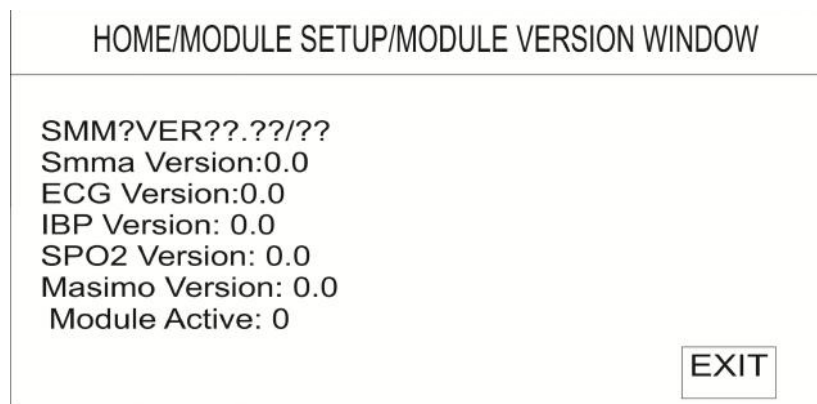 HOME/MODULE SETUP/MODULE VERSION WINDOW
SMM?VER??.??/??
Smma Version:0.0
ECG Version:0.0
IBP Version: 0.0
SPO2 Version: 0.0
Masimo Version: 0.0
Module Active: 0
EXIT